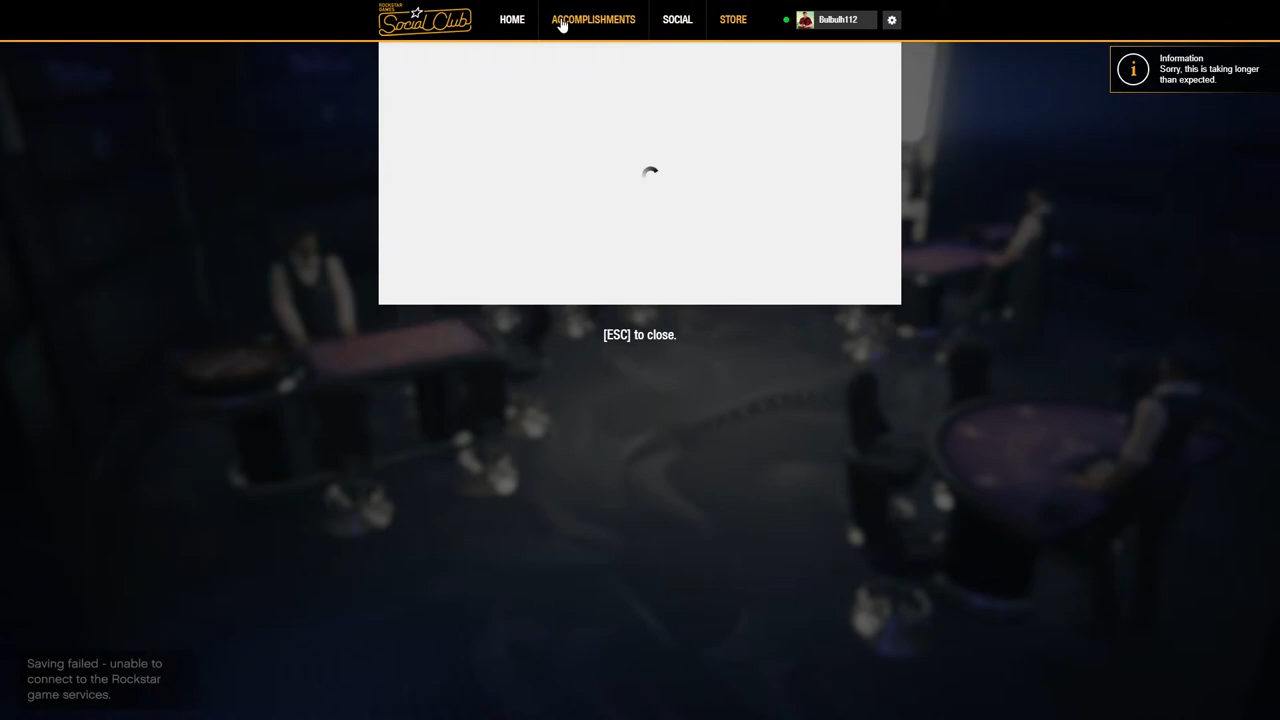 ROCKSTAR
GAMES
Social Club
HOME
ACCOMPLISHMENTS
SOCIAL
STORE
Bulbulh112
Information
Sorry, this is taking longer
than expected.
[ESC] to close.
Saving failed - unable to
connect to the Rockstar
game services.